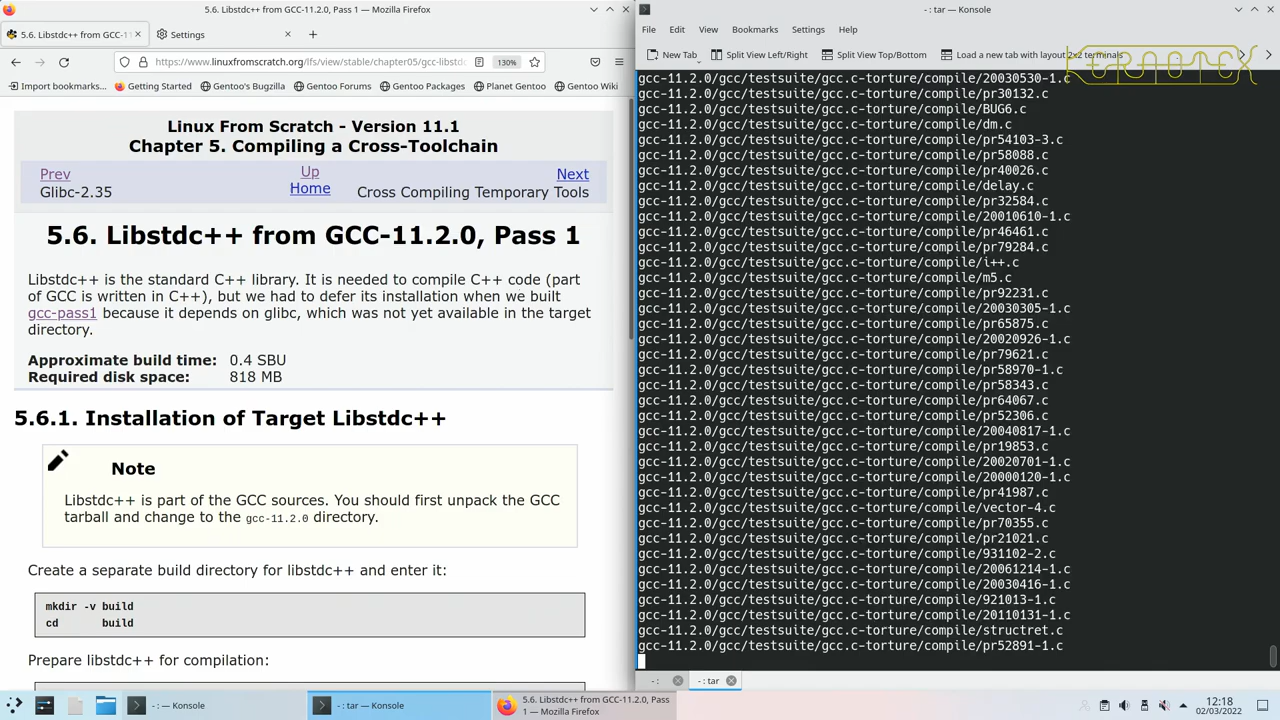 5.6. Libstdc++ from GCC-11.2.0, Pass 1 — Mozilla Firefox
5.6. Libstdc++ from GCC-11
Settings
https://www.linuxfromscratch.org/lfs/view/stable/chapter05/gcc-libstdc
130%
Import bookmarks...
Getting Started
Gentoo's Bugzilla
Gentoo Forums
Gentoo Packages
Planet Gentoo
Gentoo Wiki
Linux From Scratch - Version 11.1
Chapter 5. Compiling a Cross-Toolchain
Prev
Up
Next
Glibc-2.35
Home
Cross Compiling Temporary Tools
5.6. Libstdc++ from GCC-11.2.0, Pass 1
Libstdc++ is the standard C++ library. It is needed to compile C++ code (part
of GCC is written in C++), but we had to defer its installation when we built
gcc-pass1 because it depends on glibc, which was not yet available in the target
directory.
Approximate build time: 0.4 SBU
Required disk space: 818 MB
5.6.1. Installation of Target Libstdc++
Note
Libstdc++ is part of the GCC sources. You should first unpack the GCC
tarball and change to the gcc-11.2.0 directory.
Create a separate build directory for libstdc++ and enter it:
mkdir -v build
cd build
Prepare libstdc++ for compilation:
- : tar — Konsole
File Edit View Bookmarks Settings Help
New Tab
Split View Left/Right
Split View Top/Bottom
Load a new tab with layout 2x2 terminals
KERNOTEX
gcc-11.2.0/gcc/testsuite/gcc.c-torture/compile/20030530-1.c
gcc-11.2.0/gcc/testsuite/gcc.c-torture/compile/pr30132.c
gcc-11.2.0/gcc/testsuite/gcc.c-torture/compile/BUG6.c
gcc-11.2.0/gcc/testsuite/gcc.c-torture/compile/dm.c
gcc-11.2.0/gcc/testsuite/gcc.c-torture/compile/pr54103-3.c
gcc-11.2.0/gcc/testsuite/gcc.c-torture/compile/pr58088.c
gcc-11.2.0/gcc/testsuite/gcc.c-torture/compile/pr40026.c
gcc-11.2.0/gcc/testsuite/gcc.c-torture/compile/delay.c
gcc-11.2.0/gcc/testsuite/gcc.c-torture/compile/pr32584.c
gcc-11.2.0/gcc/testsuite/gcc.c-torture/compile/20010610-1.c
gcc-11.2.0/gcc/testsuite/gcc.c-torture/compile/pr46461.c
gcc-11.2.0/gcc/testsuite/gcc.c-torture/compile/pr79284.c
gcc-11.2.0/gcc/testsuite/gcc.c-torture/compile/i++.c
gcc-11.2.0/gcc/testsuite/gcc.c-torture/compile/m5.c
gcc-11.2.0/gcc/testsuite/gcc.c-torture/compile/pr92231.c
gcc-11.2.0/gcc/testsuite/gcc.c-torture/compile/20030305-1.c
gcc-11.2.0/gcc/testsuite/gcc.c-torture/compile/pr65875.c
gcc-11.2.0/gcc/testsuite/gcc.c-torture/compile/20020926-1.c
gcc-11.2.0/gcc/testsuite/gcc.c-torture/compile/pr79621.c
gcc-11.2.0/gcc/testsuite/gcc.c-torture/compile/pr58970-1.c
gcc-11.2.0/gcc/testsuite/gcc.c-torture/compile/pr58343.c
gcc-11.2.0/gcc/testsuite/gcc.c-torture/compile/pr64067.c
gcc-11.2.0/gcc/testsuite/gcc.c-torture/compile/pr52306.c
gcc-11.2.0/gcc/testsuite/gcc.c-torture/compile/20040817-1.c
gcc-11.2.0/gcc/testsuite/gcc.c-torture/compile/pr19853.c
gcc-11.2.0/gcc/testsuite/gcc.c-torture/compile/20020701-1.c
gcc-11.2.0/gcc/testsuite/gcc.c-torture/compile/20000120-1.c
gcc-11.2.0/gcc/testsuite/gcc.c-torture/compile/pr41987.c
gcc-11.2.0/gcc/testsuite/gcc.c-torture/compile/vector-4.c
gcc-11.2.0/gcc/testsuite/gcc.c-torture/compile/pr70355.c
gcc-11.2.0/gcc/testsuite/gcc.c-torture/compile/pr21021.c
gcc-11.2.0/gcc/testsuite/gcc.c-torture/compile/931102-2.c
gcc-11.2.0/gcc/testsuite/gcc.c-torture/compile/20061214-1.c
gcc-11.2.0/gcc/testsuite/gcc.c-torture/compile/20030416-1.c
gcc-11.2.0/gcc/testsuite/gcc.c-torture/compile/921013-1.c
gcc-11.2.0/gcc/testsuite/gcc.c-torture/compile/20110131-1.c
gcc-11.2.0/gcc/testsuite/gcc.c-torture/compile/structret.c
gcc-11.2.0/gcc/testsuite/gcc.c-torture/compile/pr52891-1.c
- :
- : tar
- : — Konsole
- : tar — Konsole
5.6. Libstdc++ from GCC-11.2.0, Pass
1 — Mozilla Firefox
12:18
02/03/2022